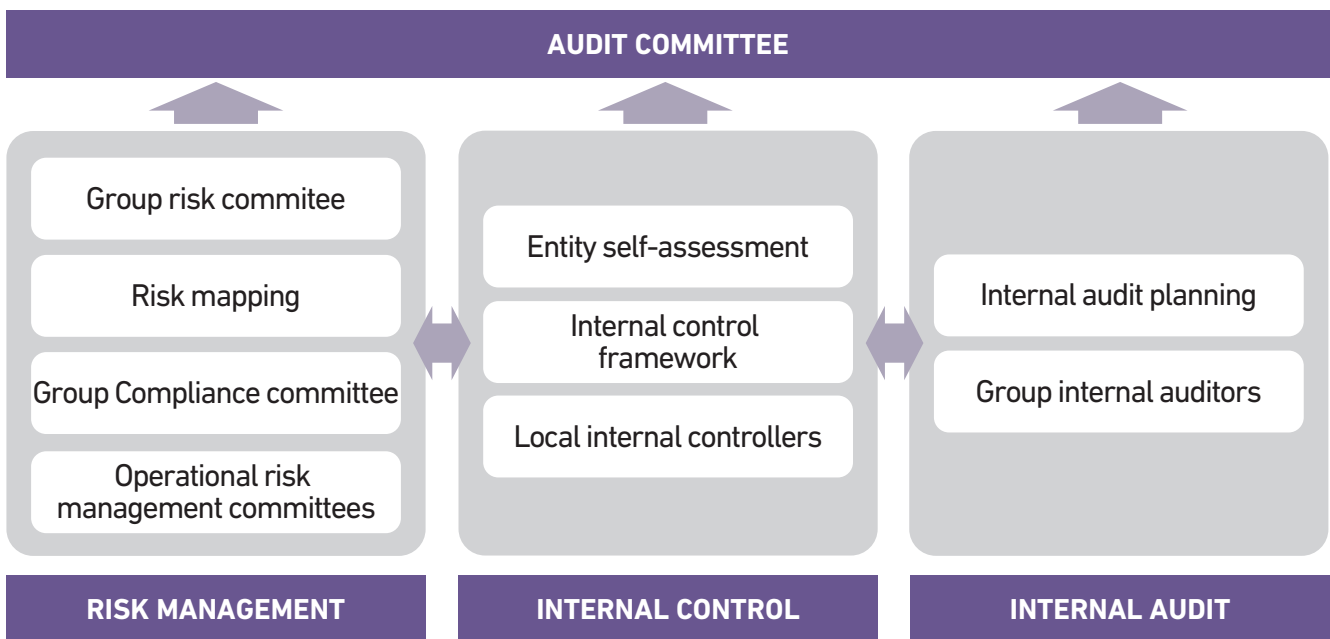 AUDIT COMMITTEE
Group risk commitee
Risk mapping
Group Compliance committee
Operational risk
management committees
RISK MANAGEMENT
Entity self-assessment
Internal control
framework
Local internal controllers
INTERNAL CONTROL
Internal audit planning
Group internal auditors
INTERNAL AUDIT